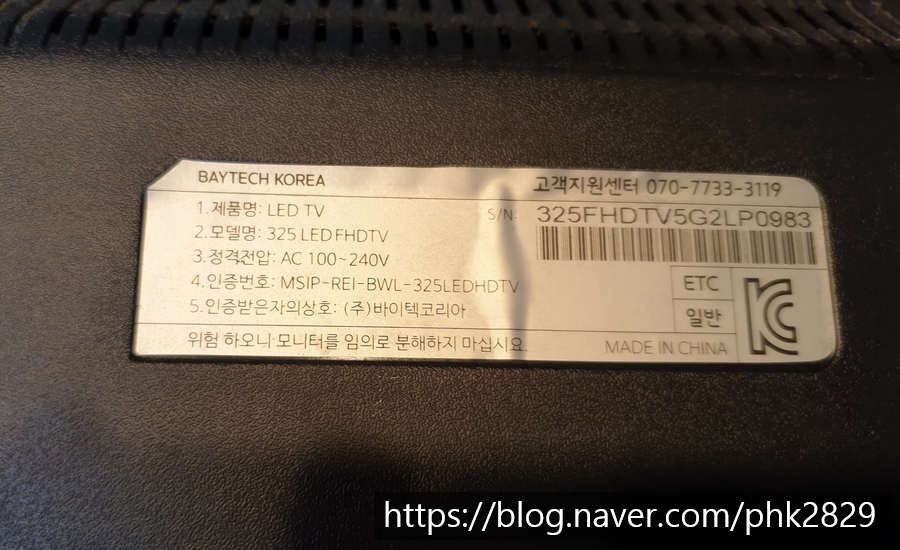 BAYTECH KOREA
고객지원센터 070-7733-3119
1.제품명: LED TV
S/N: 325FHDTV5G2LP0983
2.모델명: 325 LED FHDTV
3.정격전압: AC 100~240V
4.인증번호: MSIP-REI-BWL-325LEDHDTV
5.인증받은자의상호: (주)바이텍코리아
ETC
일반
위험 하오니 모니터를 임의로 분해하지 마십시요.
MADE IN CHINA
https://blog.naver.com/phk2829